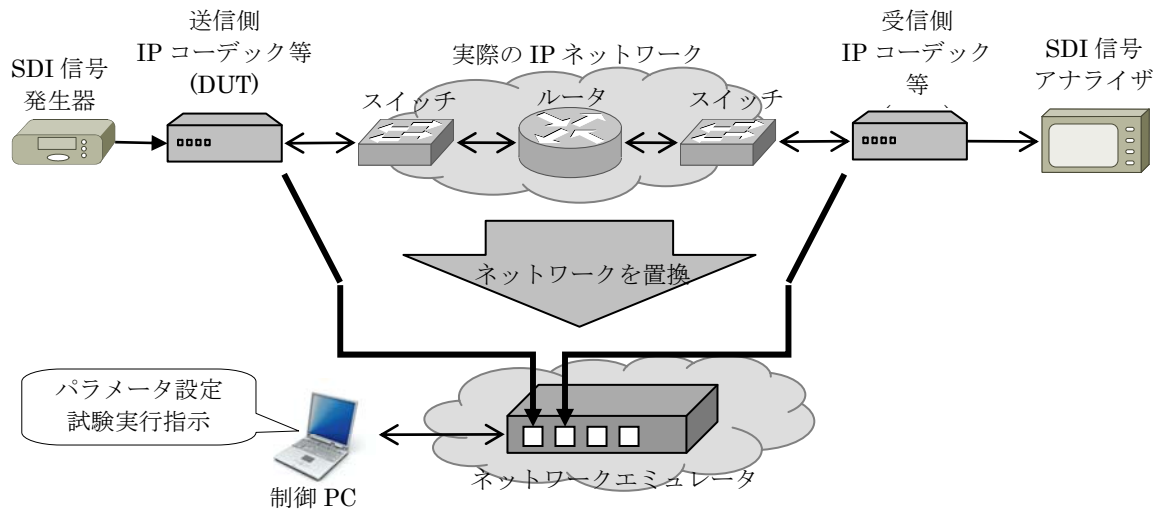 SDI 信号
発生器
送信側
IP コーデック等
(DUT)
実際の IP ネットワーク
スイッチ
ルータ
スイッチ
受信側
IP コーデック
等
SDI 信号
アナライザ
ネットワークを置換
パラメータ設定
試験実行指示
制御 PC
ネットワークエミュレータ